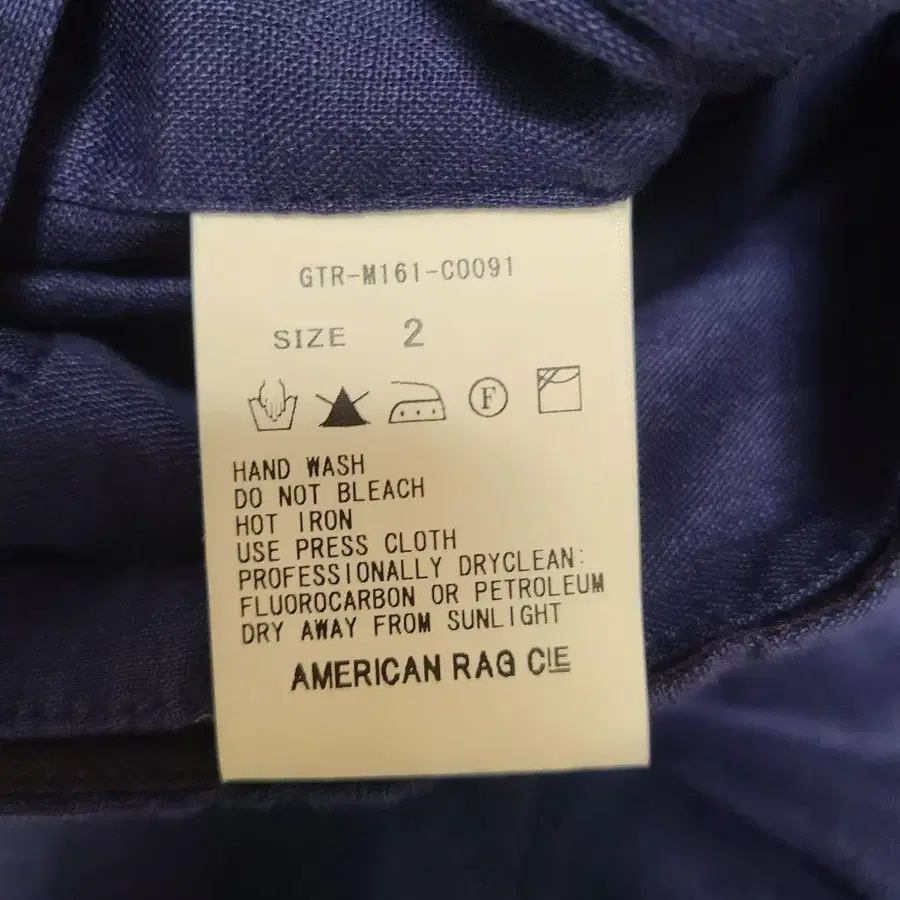 GTR-M161-C0091
SIZE 2
F
HAND WASH
DO NOT BLEACH
HOT IRON
USE PRESS CLOTH
PROFESSIONALLY DRYCLEAN:
FLUOROCARBON OR PETROLEUM
DRY AWAY FROM SUNLIGHT
AMERICAN RAG CIE